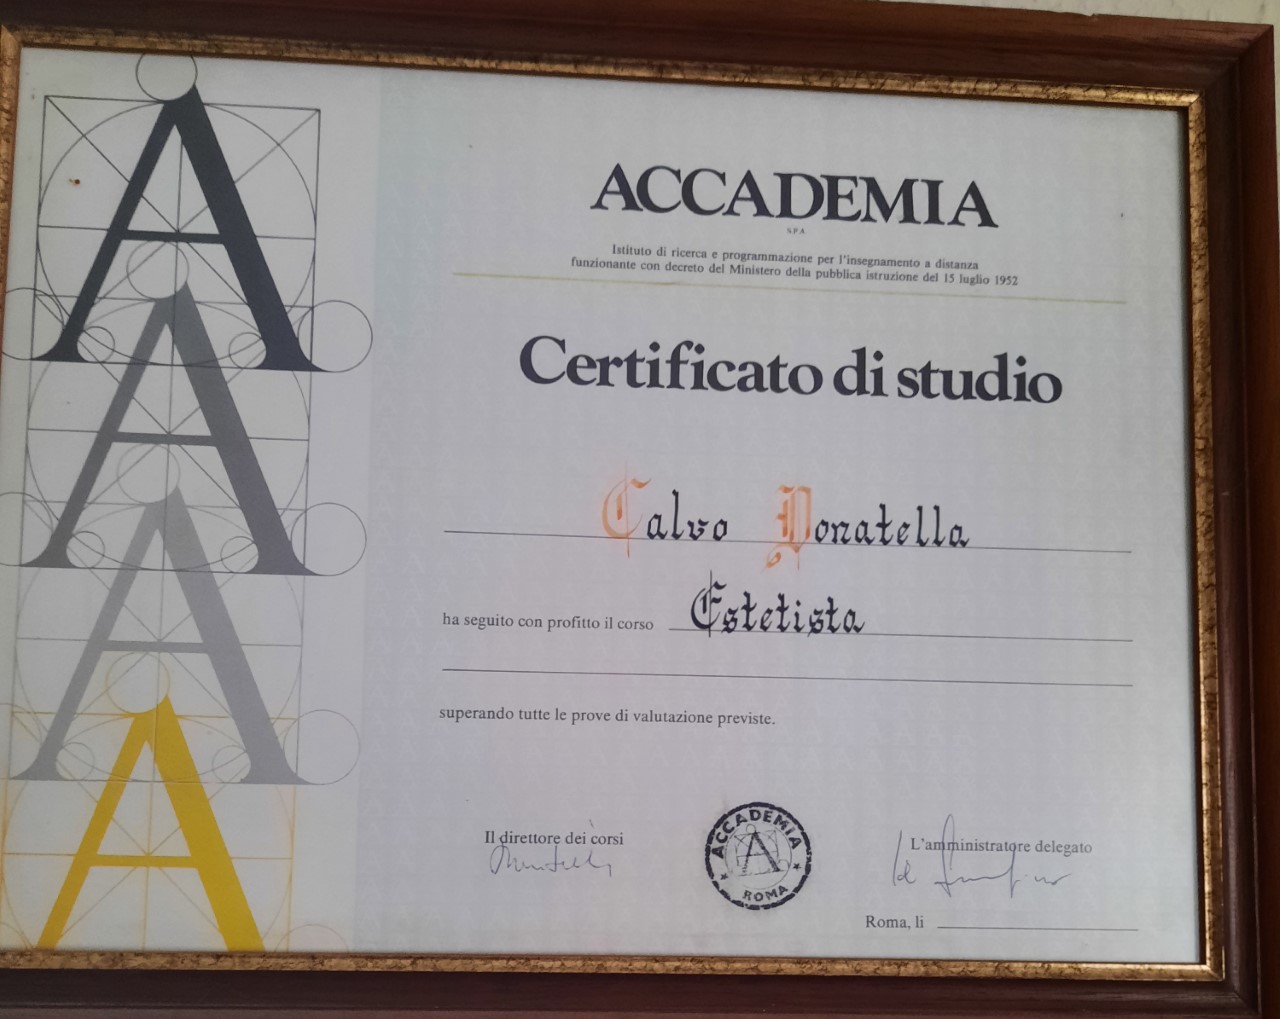 ACCADEMIA
S.P.A.
Istituto di ricerca e programmazione per l'insegnamento a distanza
funzionante con decreto del Ministero della pubblica istruzione del 15 luglio 1952
Certificato di studio
Calvo Donatella
ha seguito con profitto il corso Estetista
superando tutte le prove di valutazione previste.
Il direttore dei corsi
ACCADEMIA
A
ROMA
L'amministratore delegato
Roma, lì
A
A
A
A